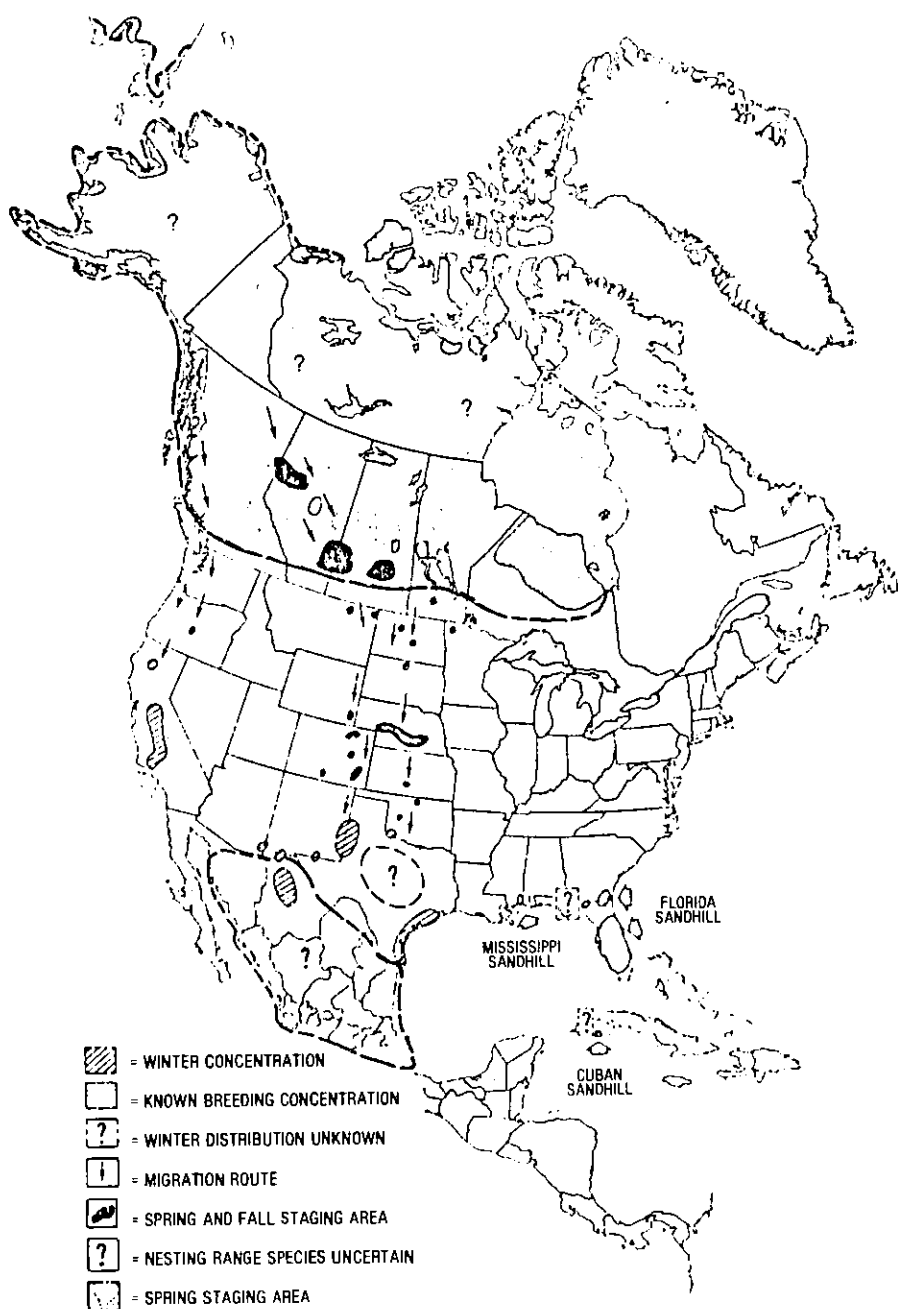 ?
?
?
?
?
FLORIDA
SANDHILL
MISSISSIPPI
SANDHILL
?
?
CUBAN
SANDHILL
= WINTER CONCENTRATION
= KNOWN BREEDING CONCENTRATION
? = WINTER DISTRIBUTION UNKNOWN
= MIGRATION ROUTE
= SPRING AND FALL STAGING AREA
? = NESTING RANGE SPECIES UNCERTAIN
= SPRING STAGING AREA